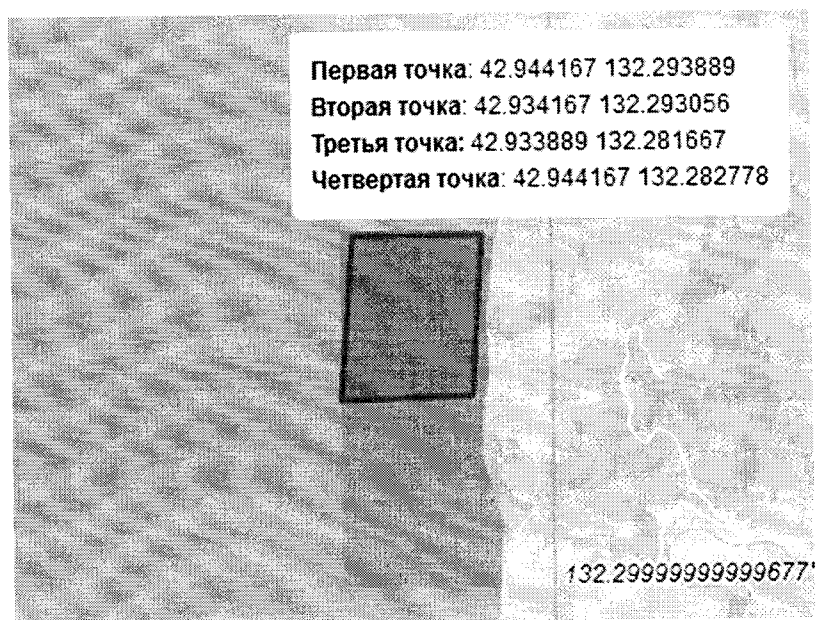 Первая точка: 42.944167 132.293889
Вторая точка: 42.934167 132.293056
Третья точка: 42.933889 132.281667
Четвертая точка: 42.944167 132.282778
132.29999999999677'